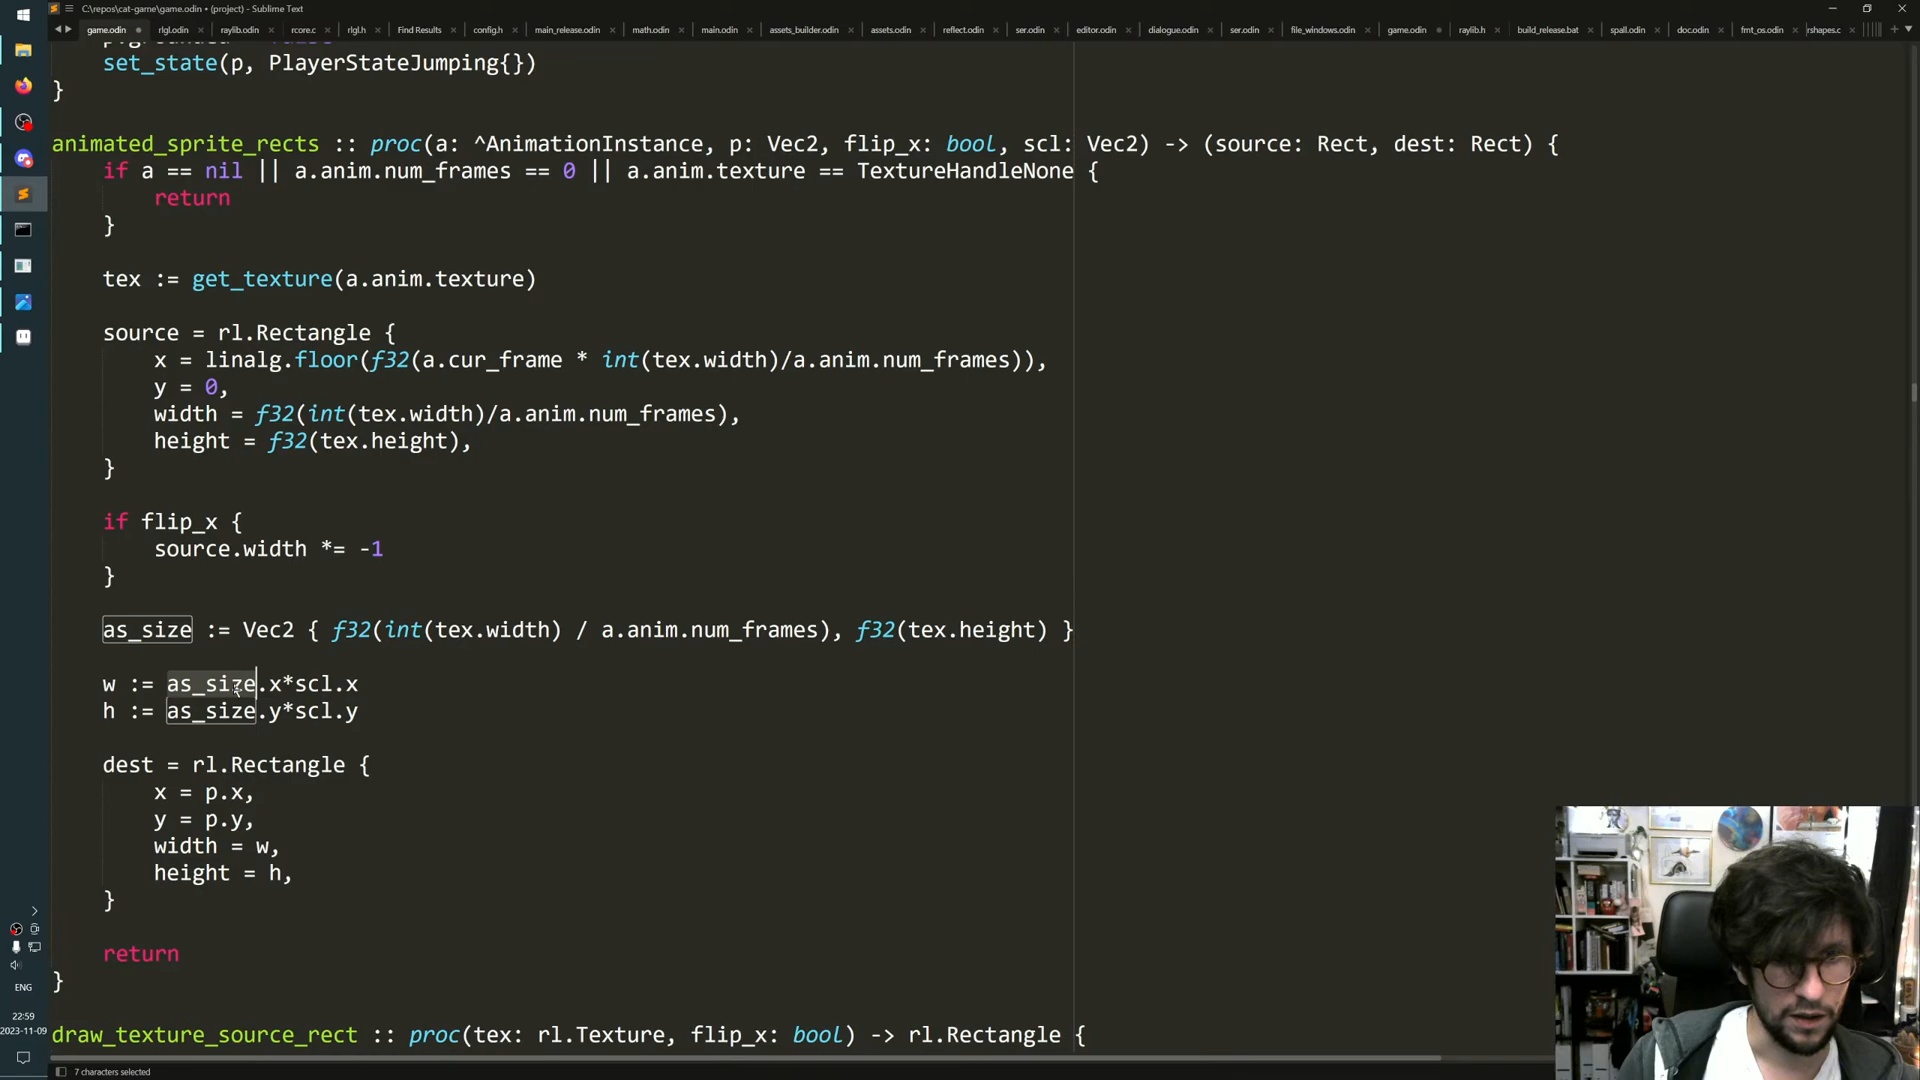 C:\repos\cat-game\game.odin • (project) - Sublime Text
game.odin rlgl.odin raylib.odin rcore.c rlgl.h Find Results config.h main_release.odin math.odin main.odin assets_builder.odin assets.odin reflect.odin ser.odin editor.odin dialogue.odin ser.odin file_windows.odin game.odin raylib.h build_release.bat spall.odin doc.odin fmt_os.odin rshapes.c
set_state(p, PlayerStateJumping{})
}
animated_sprite_rects :: proc(a: ^AnimationInstance, p: Vec2, flip_x: bool, scl: Vec2) -> (source: Rect, dest: Rect) {
if a == nil || a.anim.num_frames == 0 || a.anim.texture == TextureHandleNone {
return
}
tex := get_texture(a.anim.texture)
source = rl.Rectangle {
x = linalg.floor(f32(a.cur_frame * int(tex.width)/a.anim.num_frames)),
y = 0,
width = f32(int(tex.width)/a.anim.num_frames),
height = f32(tex.height),
}
if flip_x {
source.width *= -1
}
as_size := Vec2 { f32(int(tex.width) / a.anim.num_frames), f32(tex.height) }
w := as_size.x*scl.x
h := as_size.y*scl.y
dest = rl.Rectangle {
x = p.x,
y = p.y,
width = w,
height = h,
}
return
}
draw_texture_source_rect :: proc(tex: rl.Texture, flip_x: bool) -> rl.Rectangle {
ENG
22:59
2023-11-09
7 characters selected